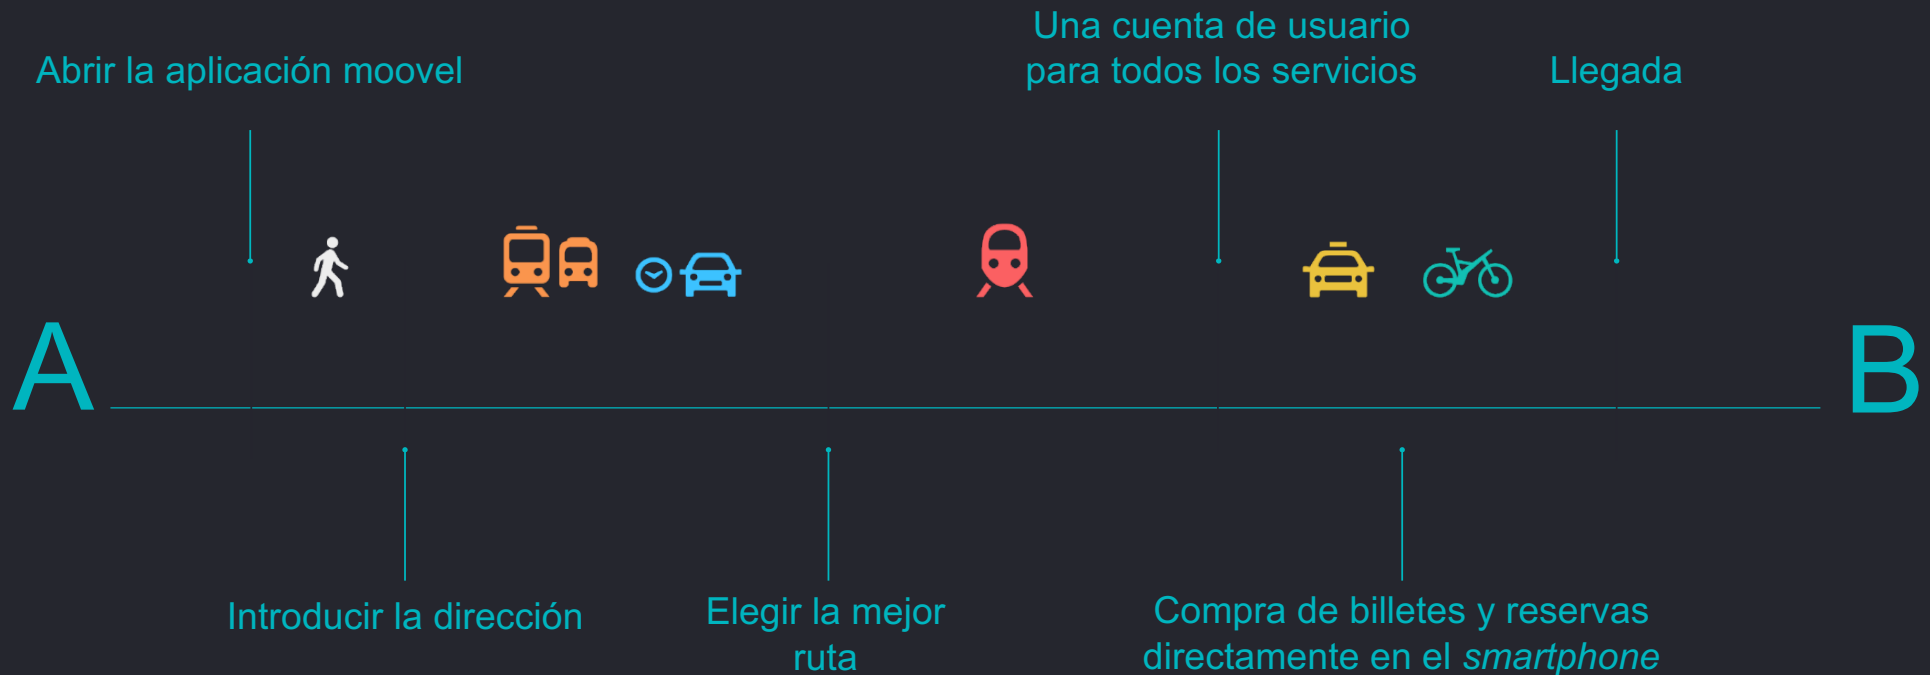 Abrir la aplicación moovel
Una cuenta de usuario
para todos los servicios
Llegada
A
B
Introducir la dirección
Elegir la mejor
ruta
Compra de billetes y reservas
directamente en el smartphone